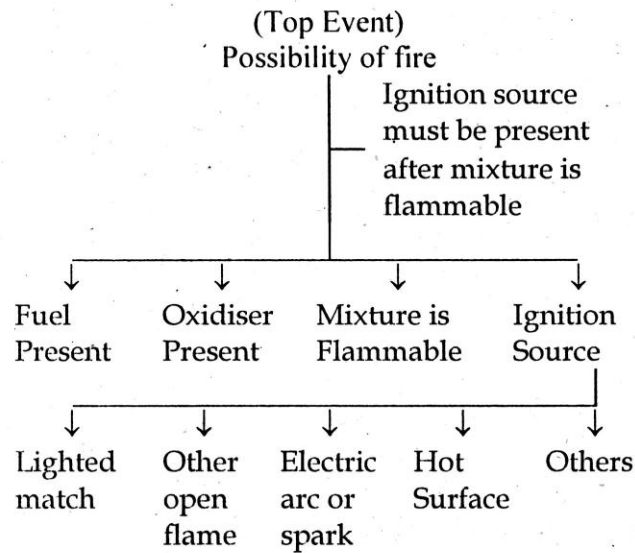 (Top Event)
Possibility of fire
Ignition source
must be present
after mixture is
flammable
Fuel Present
Oxidiser Present
Mixture is Flammable
Ignition Source
Lighted match
Other open flame
Electric arc or spark
Hot Surface
Others